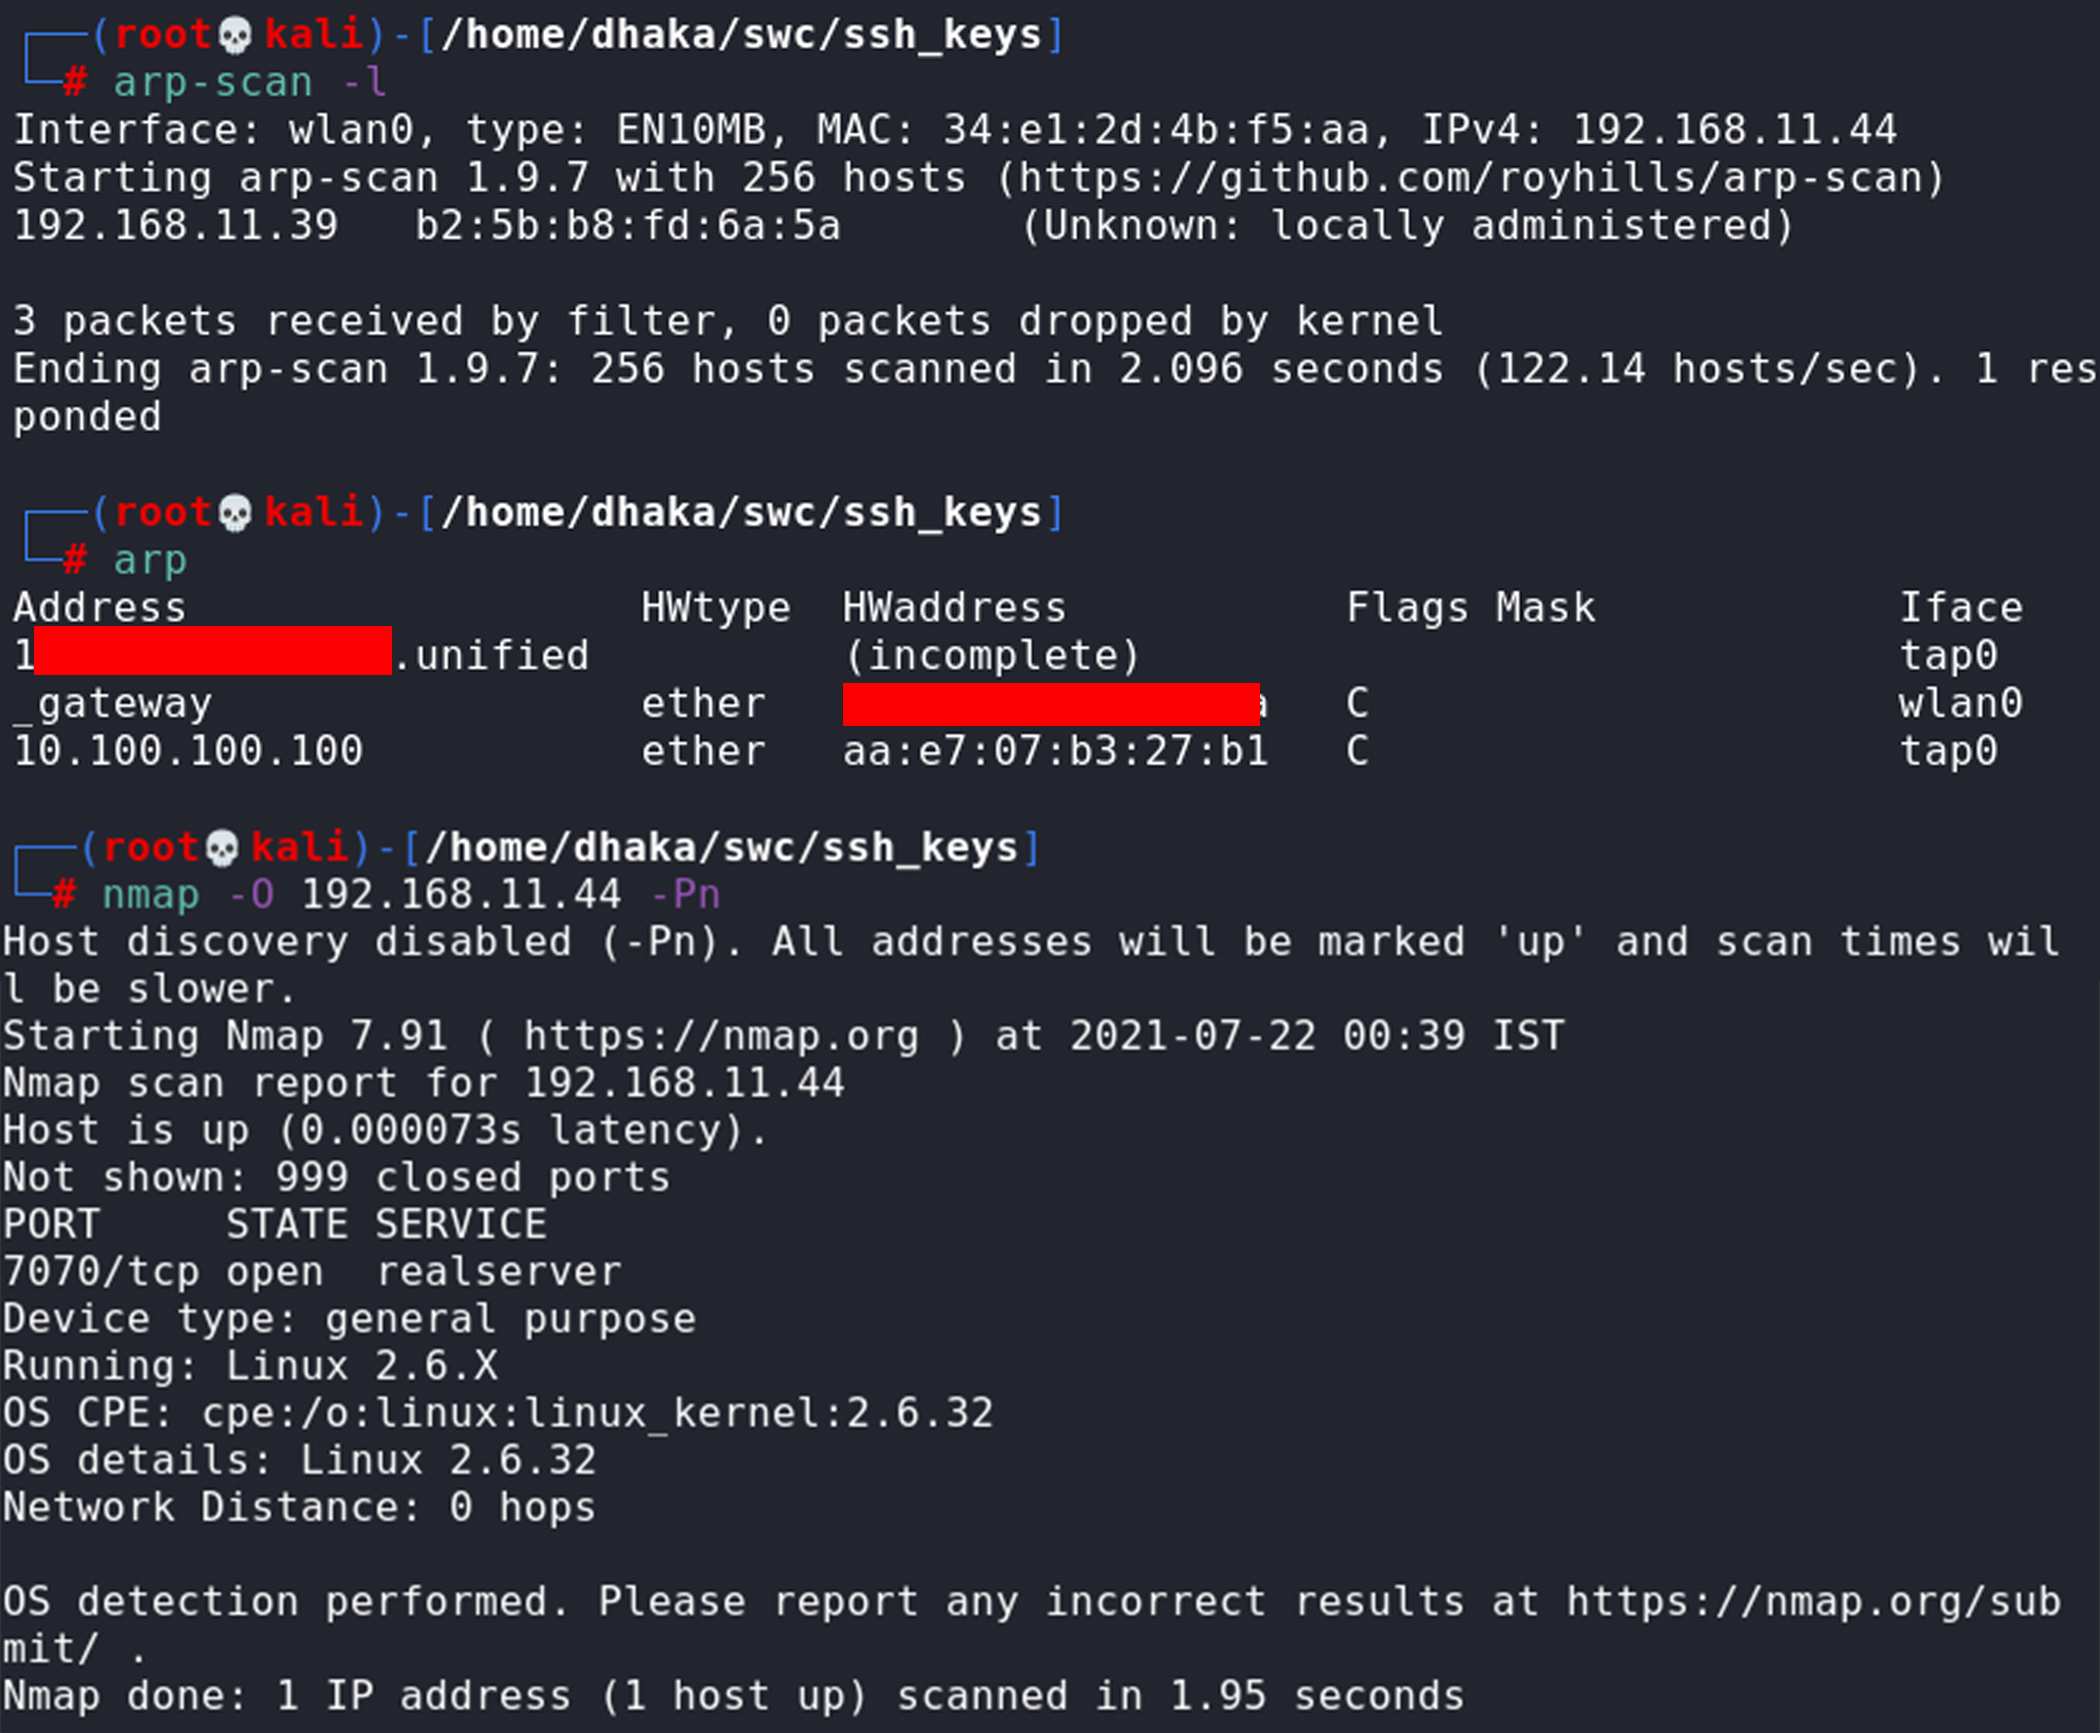 (root💀kali)-[/home/dhaka/swc/ssh_keys]
# arp-scan -l
Interface: wlan0, type: EN10MB, MAC: 34:e1:2d:4b:f5:aa, IPv4: 192.168.11.44
Starting arp-scan 1.9.7 with 256 hosts (https://github.com/royhills/arp-scan)
192.168.11.39   b2:5b:b8:fd:6a:5a       (Unknown: locally administered)
3 packets received by filter, 0 packets dropped by kernel
Ending arp-scan 1.9.7: 256 hosts scanned in 2.096 seconds (122.14 hosts/sec). 1 res
ponded
(root💀kali)-[/home/dhaka/swc/ssh_keys]
# arp
Address                  HWtype  HWaddress           Flags Mask            Iface
1 .unified                 (incomplete)                              tap0
_gateway                 ether   a   C                     wlan0
10.100.100.100           ether   aa:e7:07:b3:27:b1   C                     tap0
(root💀kali)-[/home/dhaka/swc/ssh_keys]
# nmap -O 192.168.11.44 -Pn
Host discovery disabled (-Pn). All addresses will be marked 'up' and scan times wil
l be slower.
Starting Nmap 7.91 ( https://nmap.org ) at 2021-07-22 00:39 IST
Nmap scan report for 192.168.11.44
Host is up (0.000073s latency).
Not shown: 999 closed ports
PORT     STATE SERVICE
7070/tcp open  realserver
Device type: general purpose
Running: Linux 2.6.X
OS CPE: cpe:/o:linux:linux_kernel:2.6.32
OS details: Linux 2.6.32
Network Distance: 0 hops
OS detection performed. Please report any incorrect results at https://nmap.org/sub
mit/ .
Nmap done: 1 IP address (1 host up) scanned in 1.95 seconds